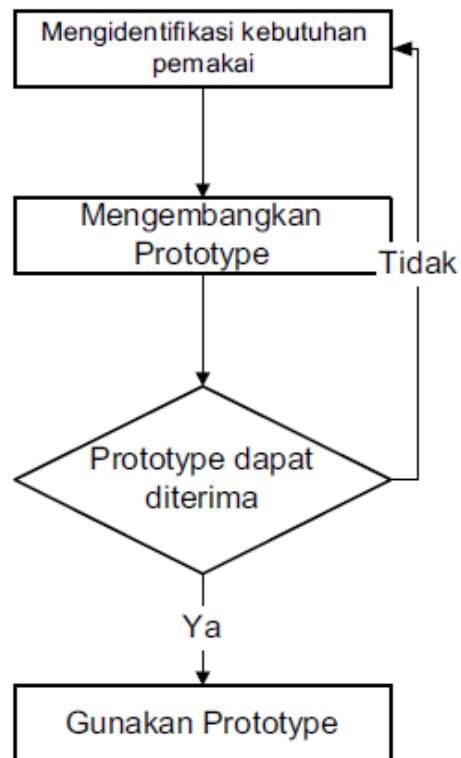 Mengidentifikasi kebutuhan
pemakai
Mengembangkan
Prototype
Tidak
Prototype dapat
diterima
Ya
Gunakan Prototype